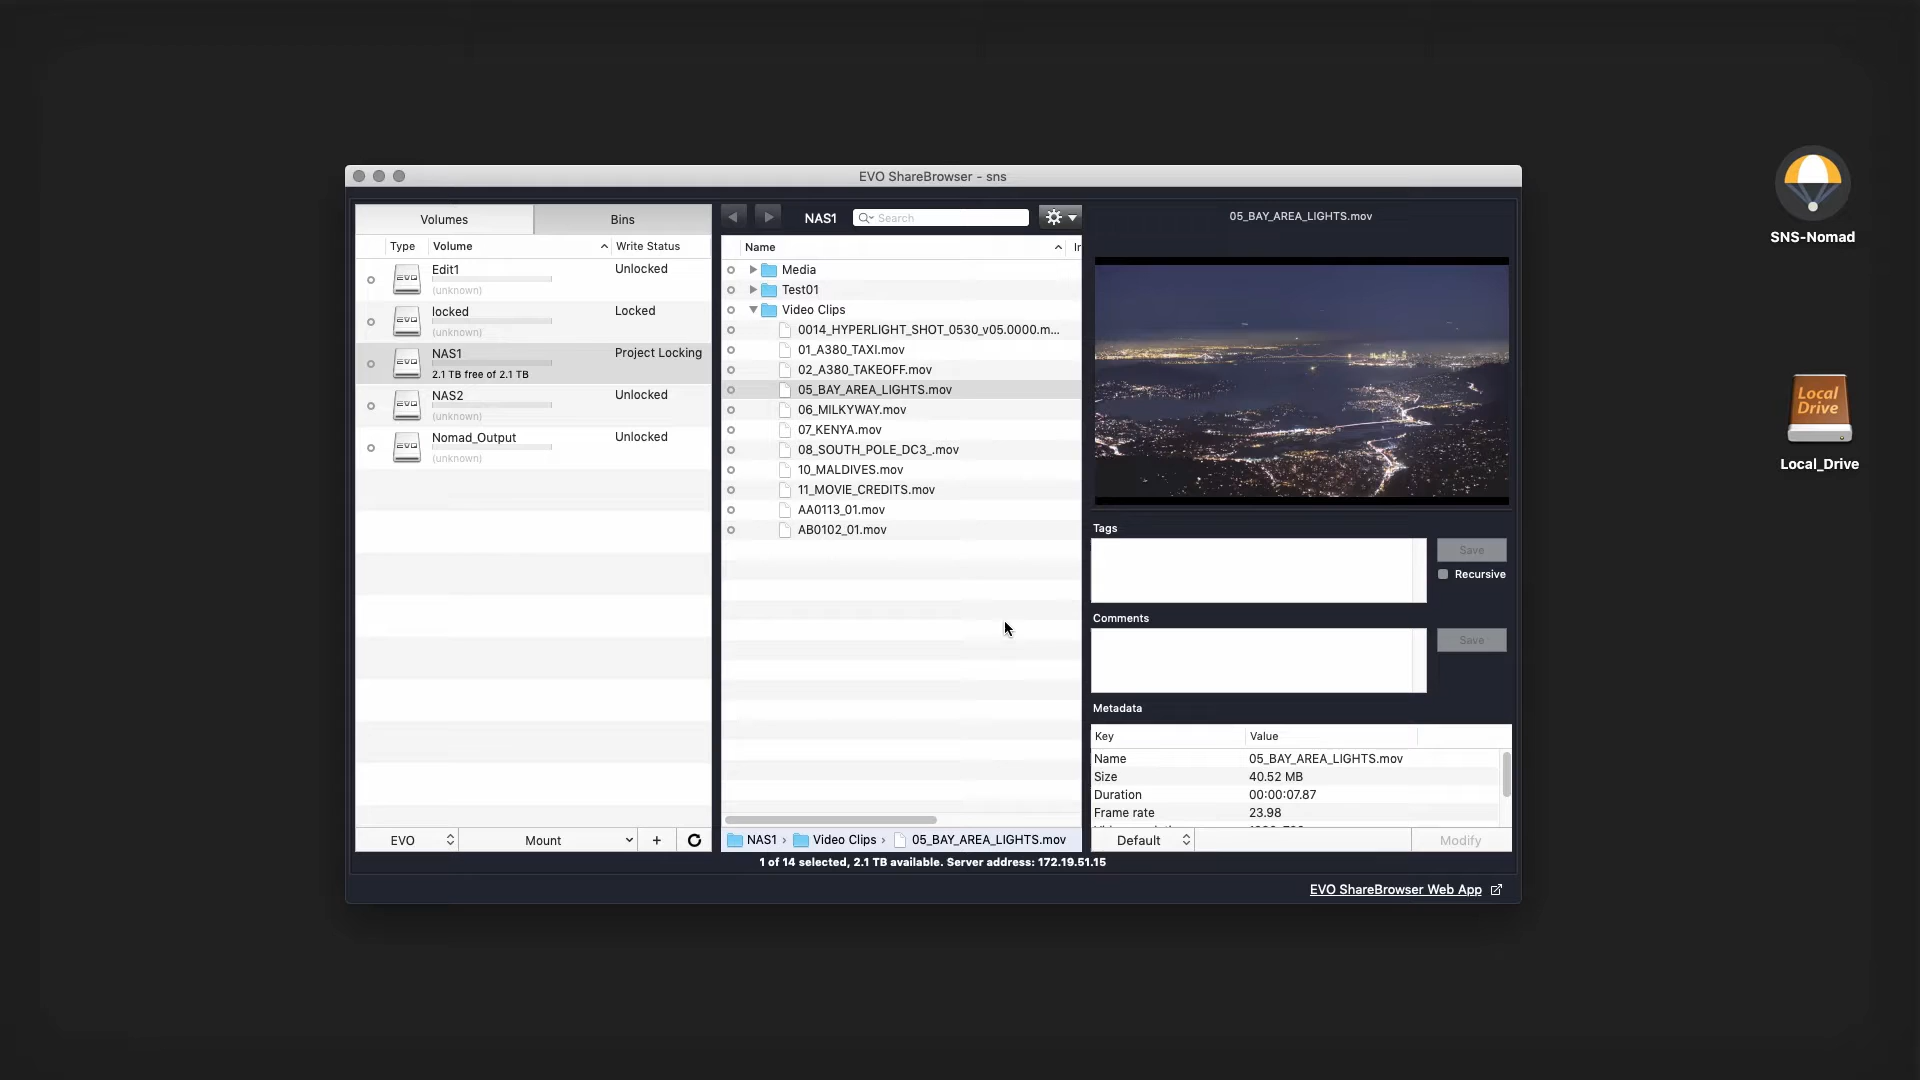 EVO ShareBrowser - sns
Volumes
Bins
Type
Volume
Write Status
Edit1
(unknown)
Unlocked
locked
(unknown)
Locked
NAS1
2.1 TB free of 2.1 TB
Project Locking
NAS2
(unknown)
Unlocked
Nomad_Output
(unknown)
Unlocked
EVO
Mount
+
NAS1
Search
Name
Media
Test01
Video Clips
0014_HYPERLIGHT_SHOT_0530_v05.0000.m...
01_A380_TAXI.mov
02_A380_TAKEOFF.mov
05_BAY_AREA_LIGHTS.mov
06_MILKYWAY.mov
07_KENYA.mov
08_SOUTH_POLE_DC3_.mov
10_MALDIVES.mov
11_MOVIE_CREDITS.mov
AA0113_01.mov
AB0102_01.mov
NAS1 › Video Clips › 05_BAY_AREA_LIGHTS.mov
05_BAY_AREA_LIGHTS.mov
Tags
Save
Recursive
Comments
Save
Metadata
Key
Value
Name
05_BAY_AREA_LIGHTS.mov
Size
40.52 MB
Duration
00:00:07.87
Frame rate
23.98
Default
Modify
1 of 14 selected, 2.1 TB available. Server address: 172.19.51.15
EVO ShareBrowser Web App
SNS-Nomad
Local
Drive
Local_Drive